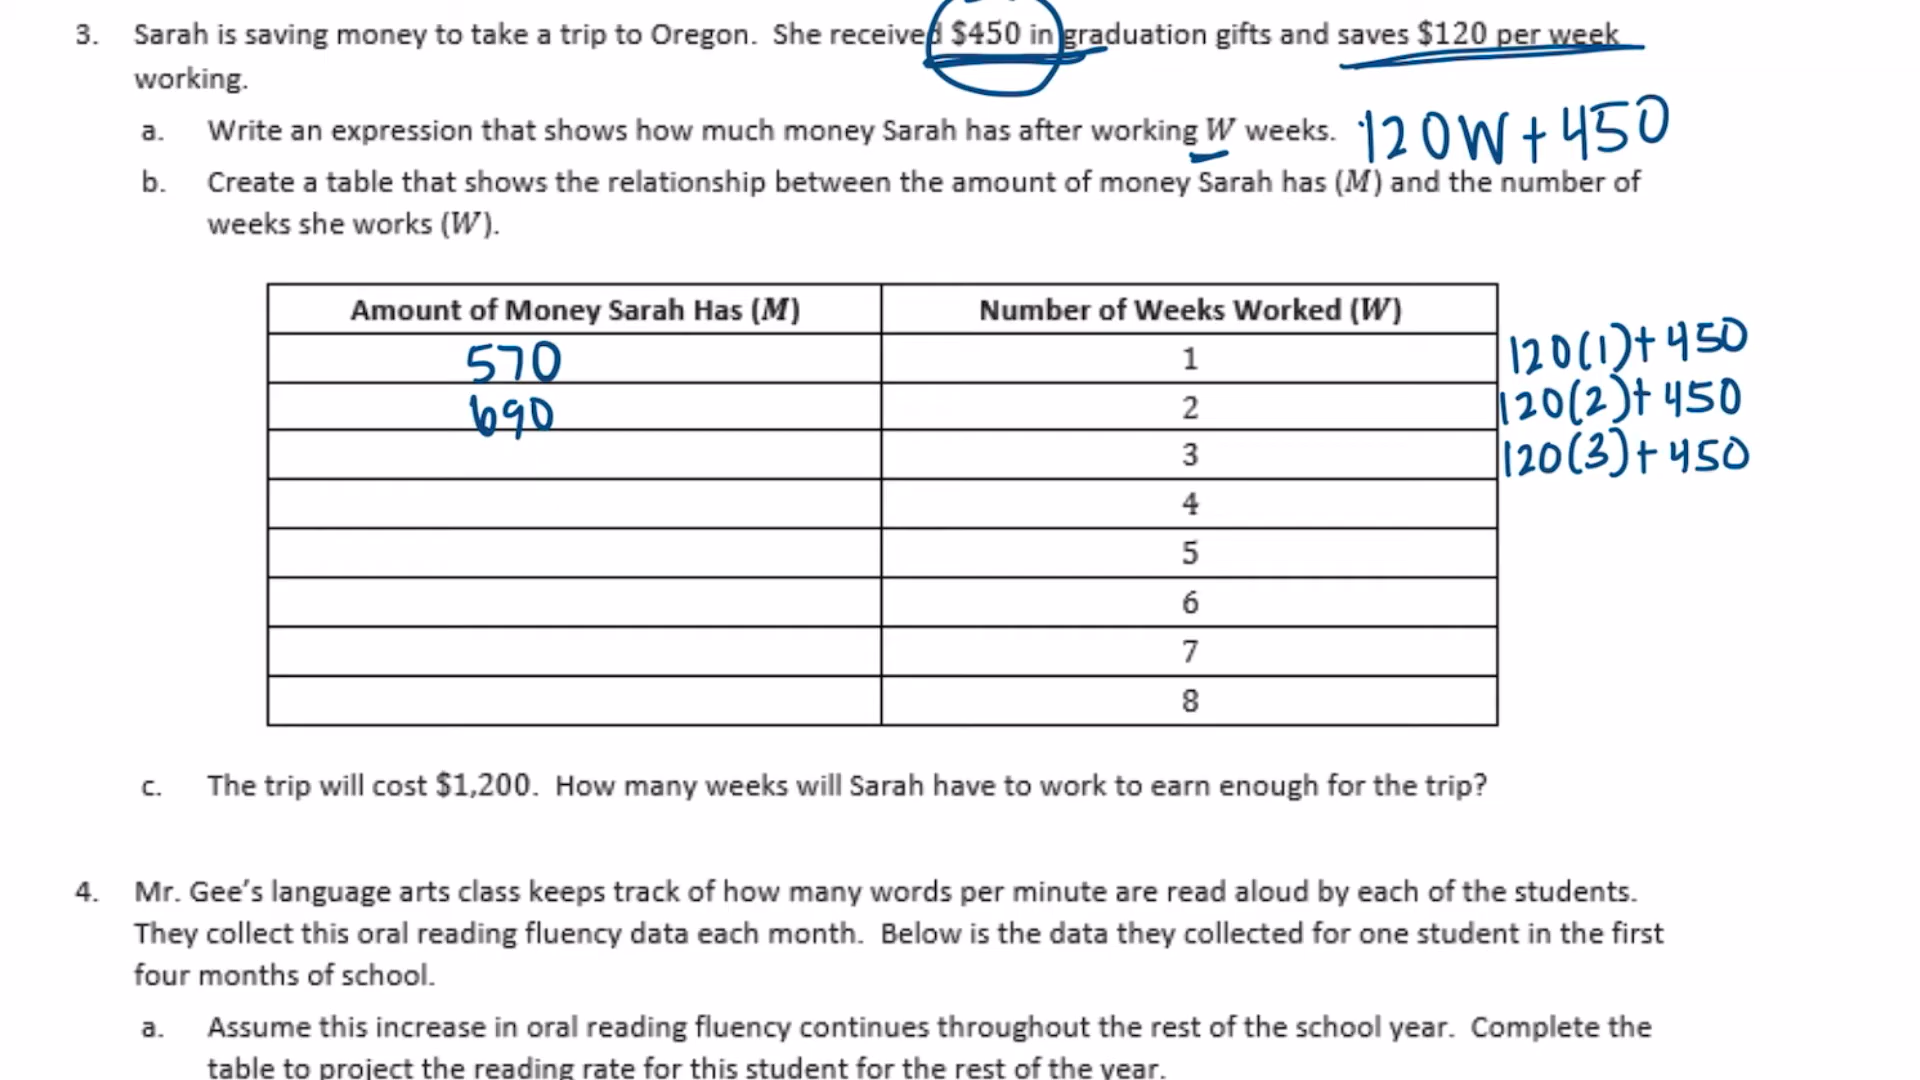 3. Sarah is saving money to take a trip to Oregon. She received $450 in graduation gifts and saves $120 per week
working.
a. Write an expression that shows how much money Sarah has after working W weeks. 120W + 450
b. Create a table that shows the relationship between the amount of money Sarah has (M) and the number of
weeks she works (W).
Amount of Money Sarah Has (M) Number of Weeks Worked (W)
570 1 120(1)+ 450
690 2 120(2)+ 450
3 120(3)+ 450
4
5
6
7
8
c. The trip will cost $1,200. How many weeks will Sarah have to work to earn enough for the trip?
4. Mr. Gee's language arts class keeps track of how many words per minute are read aloud by each of the students.
They collect this oral reading fluency data each month. Below is the data they collected for one student in the first
four months of school.
a. Assume this increase in oral reading fluency continues throughout the rest of the school year. Complete the
table to project the reading rate for this student for the rest of the year.